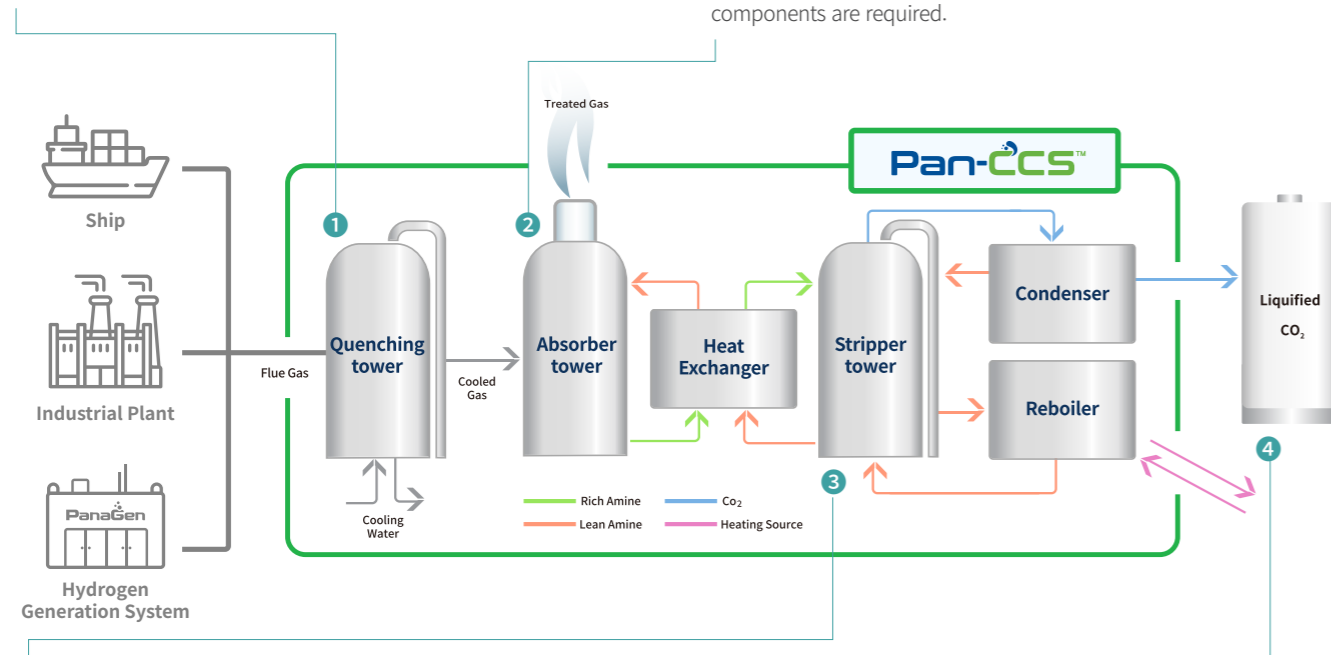 components are required.
Treated Gas
Pan-CCS™
Ship
1
2
Condenser
Liquified
CO₂
Quenching
tower
Absorber
tower
Heat
Exchanger
Stripper
tower
Flue Gas
Cooled
Gas
Industrial Plant
Reboiler
4
3
Rich Amine
Co₂
Lean Amine
Heating Source
PanaGen
Cooling
Water
Hydrogen
Generation System